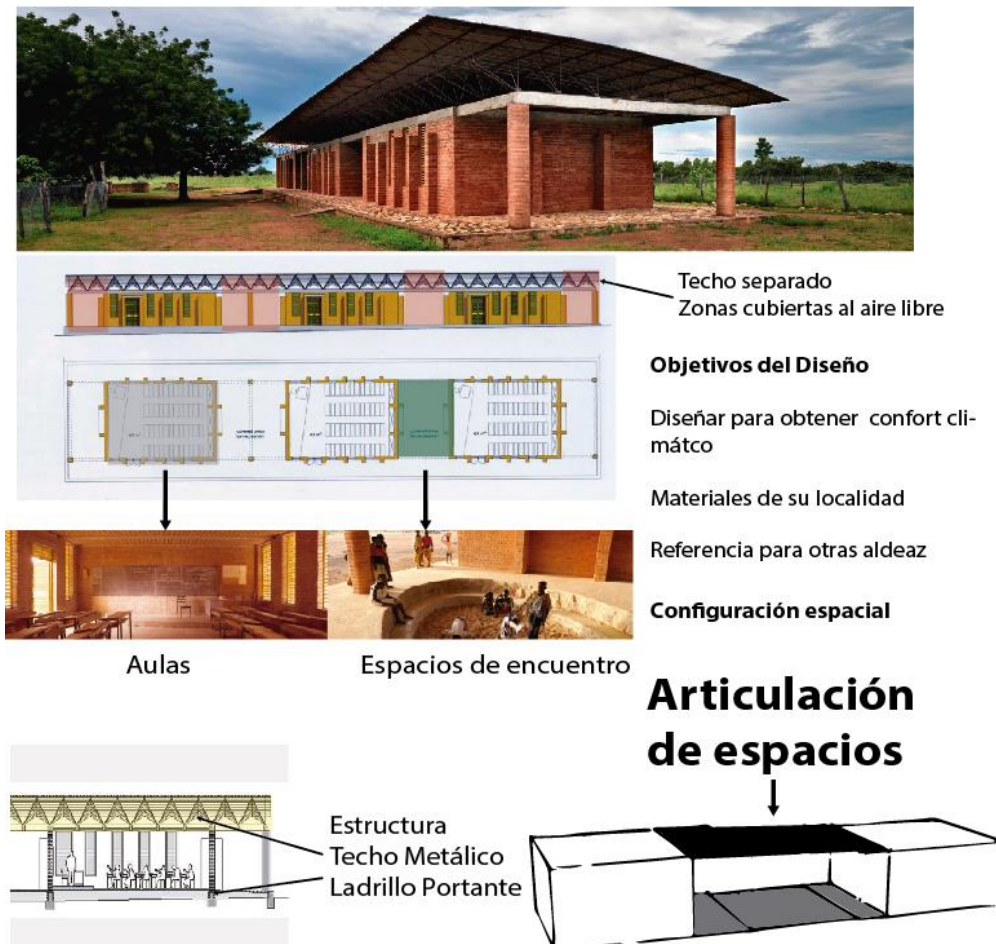 Techo separado
Zonas cubiertas al aire libre
Objetivos del Diseño
Diseñar para obtener confort cli-
mátco
Materiales de su localidad
Referencia para otras aldeaz
Configuración espacial
Aulas
Espacios de encuentro
Articulación
de espacios
Estructura
Techo Metálico
Ladrillo Portante